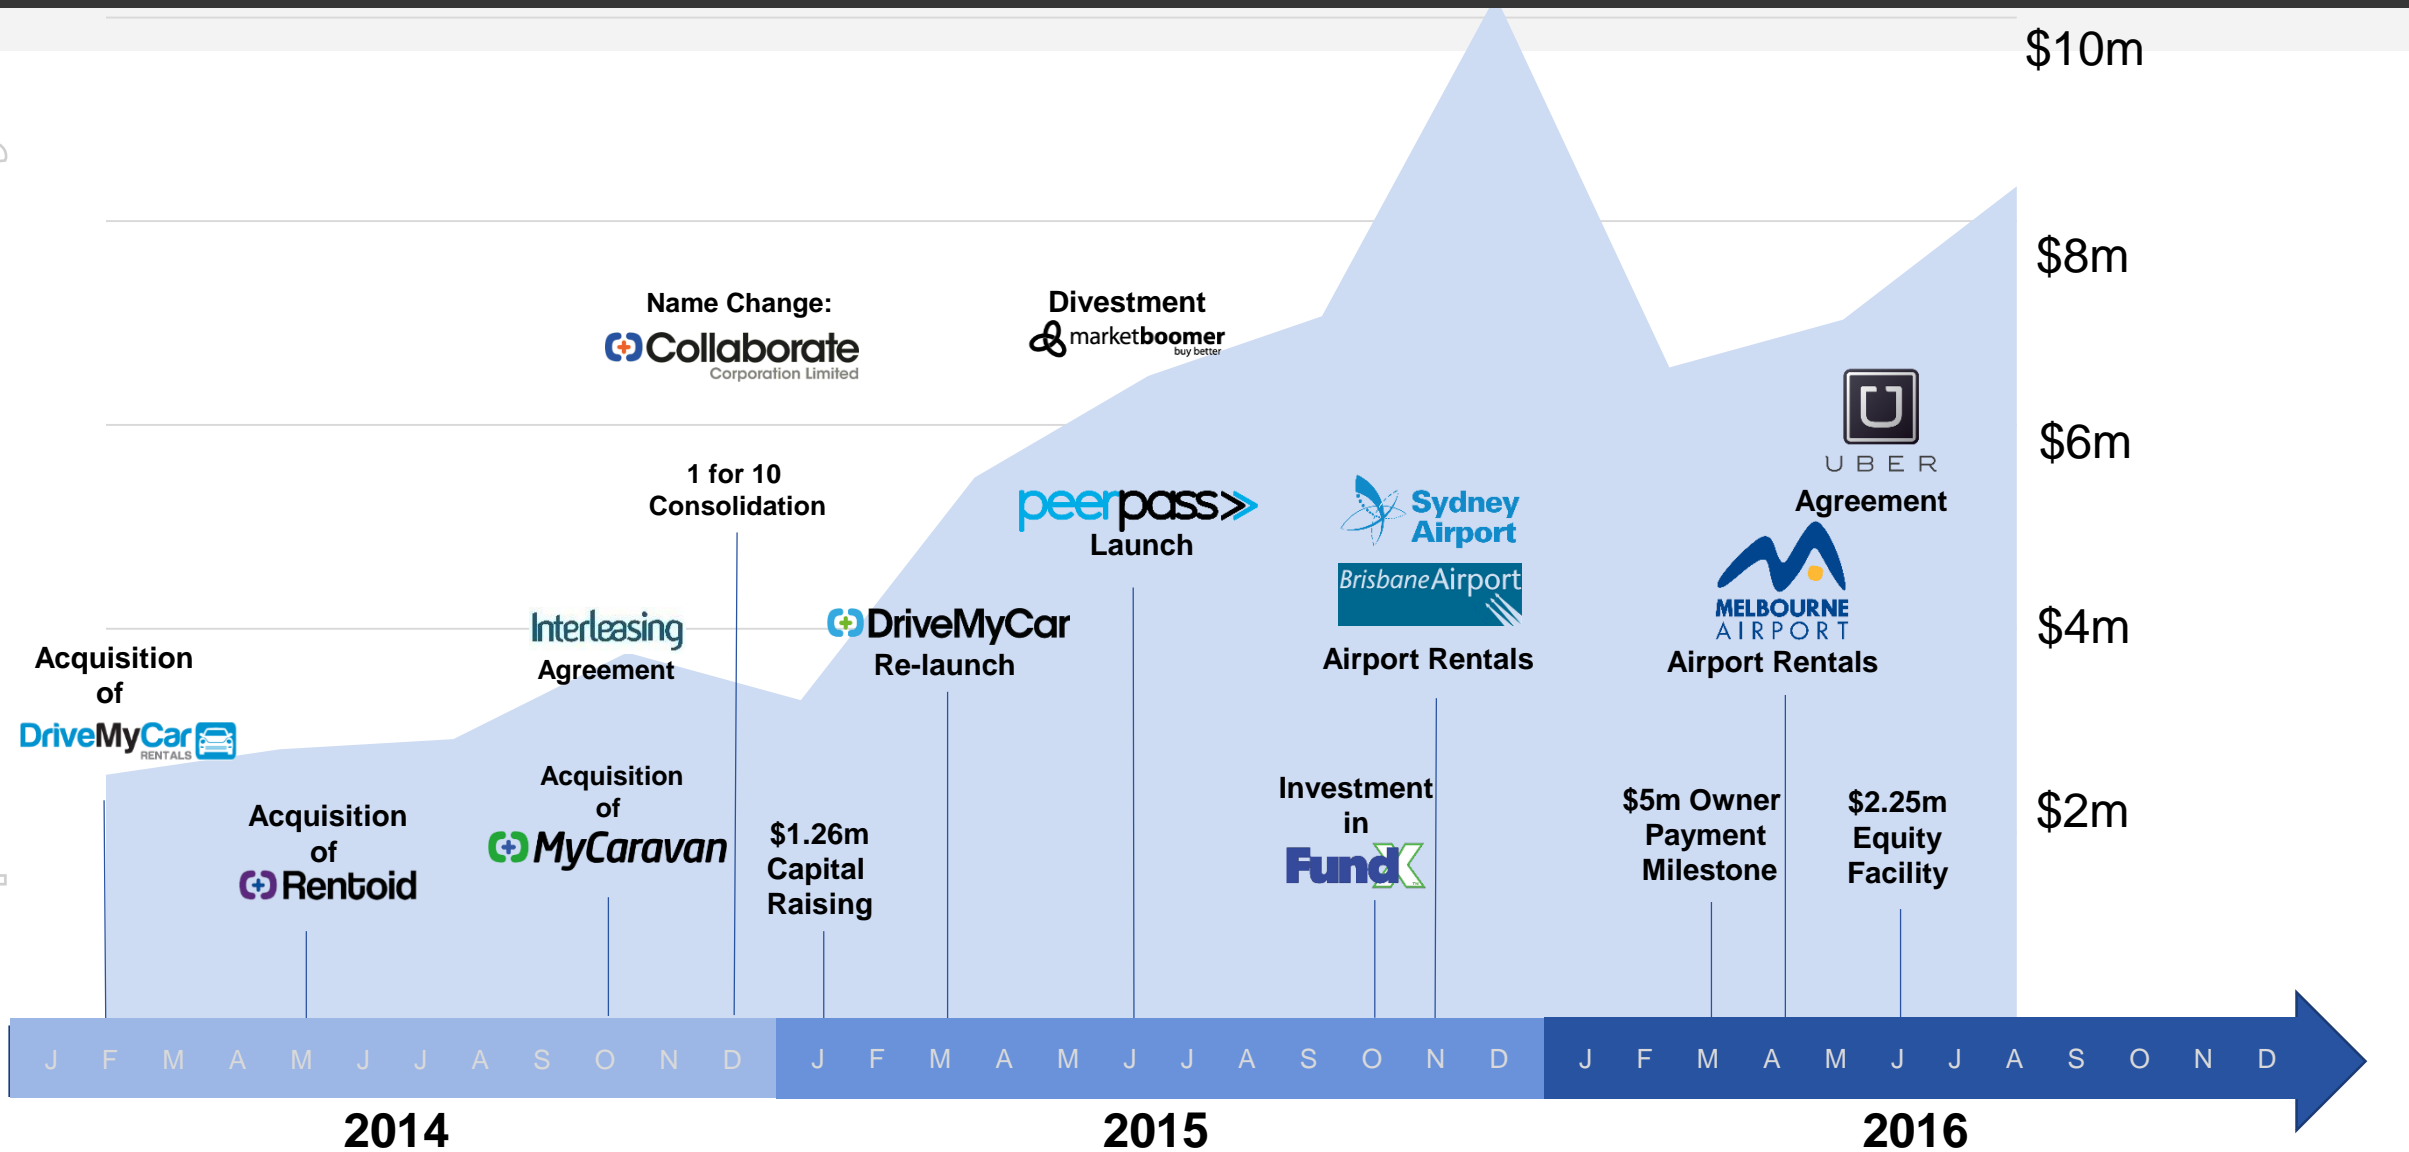 $10m
$8m
$6m
$4m
$2m
Name Change:
Collaborate
Corporation Limited
Divestment
marketboomer
buy better
1 for 10
Consolidation
peerpass
Launch
Sydney
Airport
BrisbaneAirport
Airport Rentals
UBER
Agreement
MELBOURNE
AIRPORT
Airport Rentals
Interleasing
Agreement
DriveMyCar
Re-launch
Acquisition
of
DriveMyCar
RENTALS
Acquisition
of
Rentoid
Acquisition
of
MyCaravan
$1.26m
Capital
Raising
Investment
in
FundX
$5m Owner
Payment
Milestone
$2.25m
Equity
Facility
J F M A M J J A S O N D J F M A M J J A S O N D J F M A M J J A S O N D
2014 2015 2016